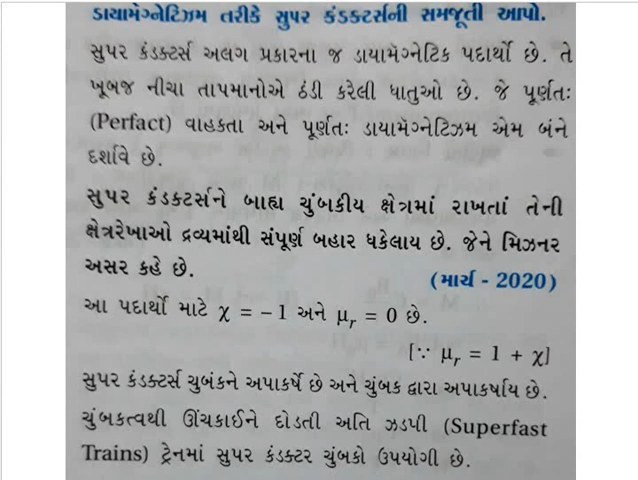 ડાયામૅગ્નેટિઝમ તરીકે સુપર કંડક્ટર્સની સમજૂતી આપો.
સુપર કંડક્ટર્સ અલગ પ્રકારના જ ડાયામૅગ્નેટિક પદાર્થો છે. તે
ખૂબજ નીચા તાપમાનોએ ઠંડી કરેલી ધાતુઓ છે. જે પૂર્ણતઃ
(Perfact) વાહકતા અને પૂર્ણતઃ ડાયામૅગ્નેટિઝમ એમ બંને
દર્શાવે છે.
સુપર કંડક્ટર્સને બાહ્ય ચુંબકીય ક્ષેત્રમાં રાખતાં તેની
ક્ષેત્રરેખાઓ દ્રવ્યમાંથી સંપૂર્ણ બહાર ધકેલાય છે. જેને મિઝનર
અસર કહે છે. (માર્ચ - 2020)
આ પદાર્થો માટે χ = – 1 અને μᵣ = 0 છે.
[∵ μᵣ = 1 + χ]
સુપર કંડક્ટર્સ ચુબંકને અપાકર્ષે છે અને ચુંબક દ્વારા અપાકર્ષાય છે.
ચુંબકત્વથી ઊંચકાઈને દોડતી અતિ ઝડપી (Superfast
Trains) ટ્રેનમાં સુપર કંડક્ટર ચુંબકો ઉપયોગી છે.